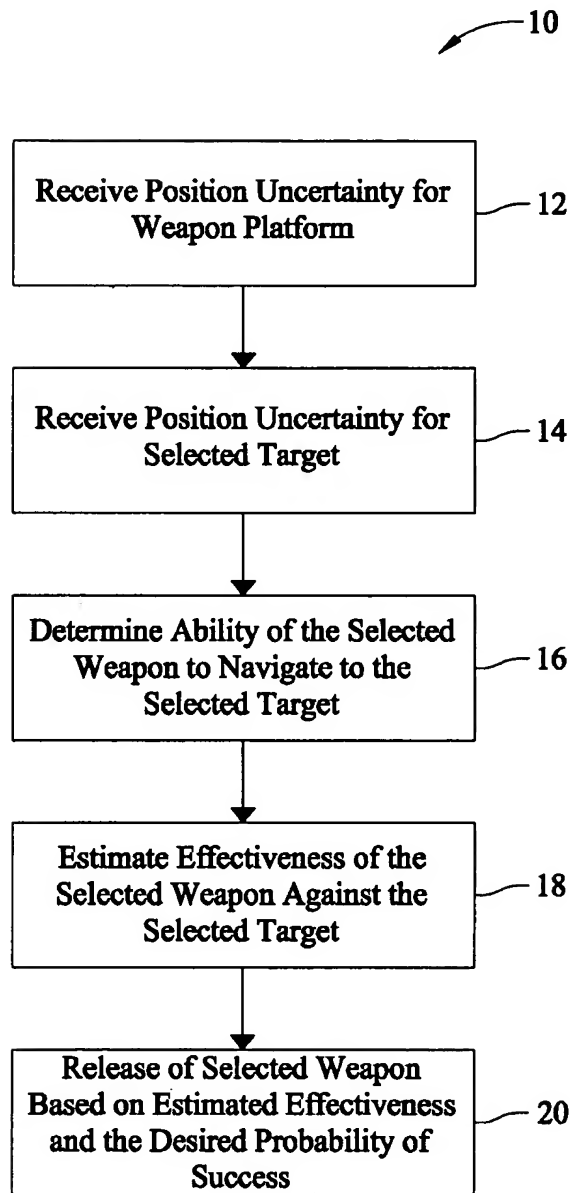 10
Receive Position Uncertainty for
Weapon Platform
12
Receive Position Uncertainty for
Selected Target
14
Determine Ability of the Selected
Weapon to Navigate to the
Selected Target
16
Estimate Effectiveness of the
Selected Weapon Against the
Selected Target
18
Release of Selected Weapon
Based on Estimated Effectiveness
and the Desired Probability of
Success
20